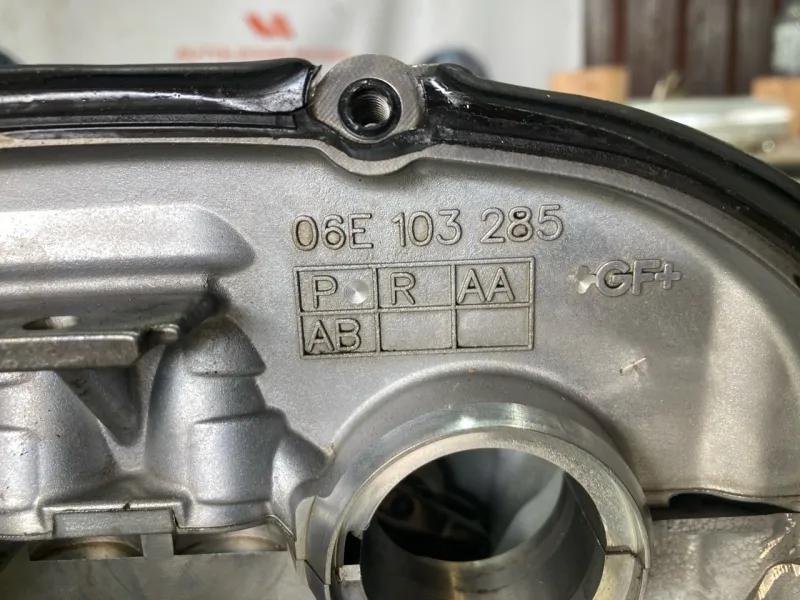 06E 103 285
P R AA
+GF+
AB